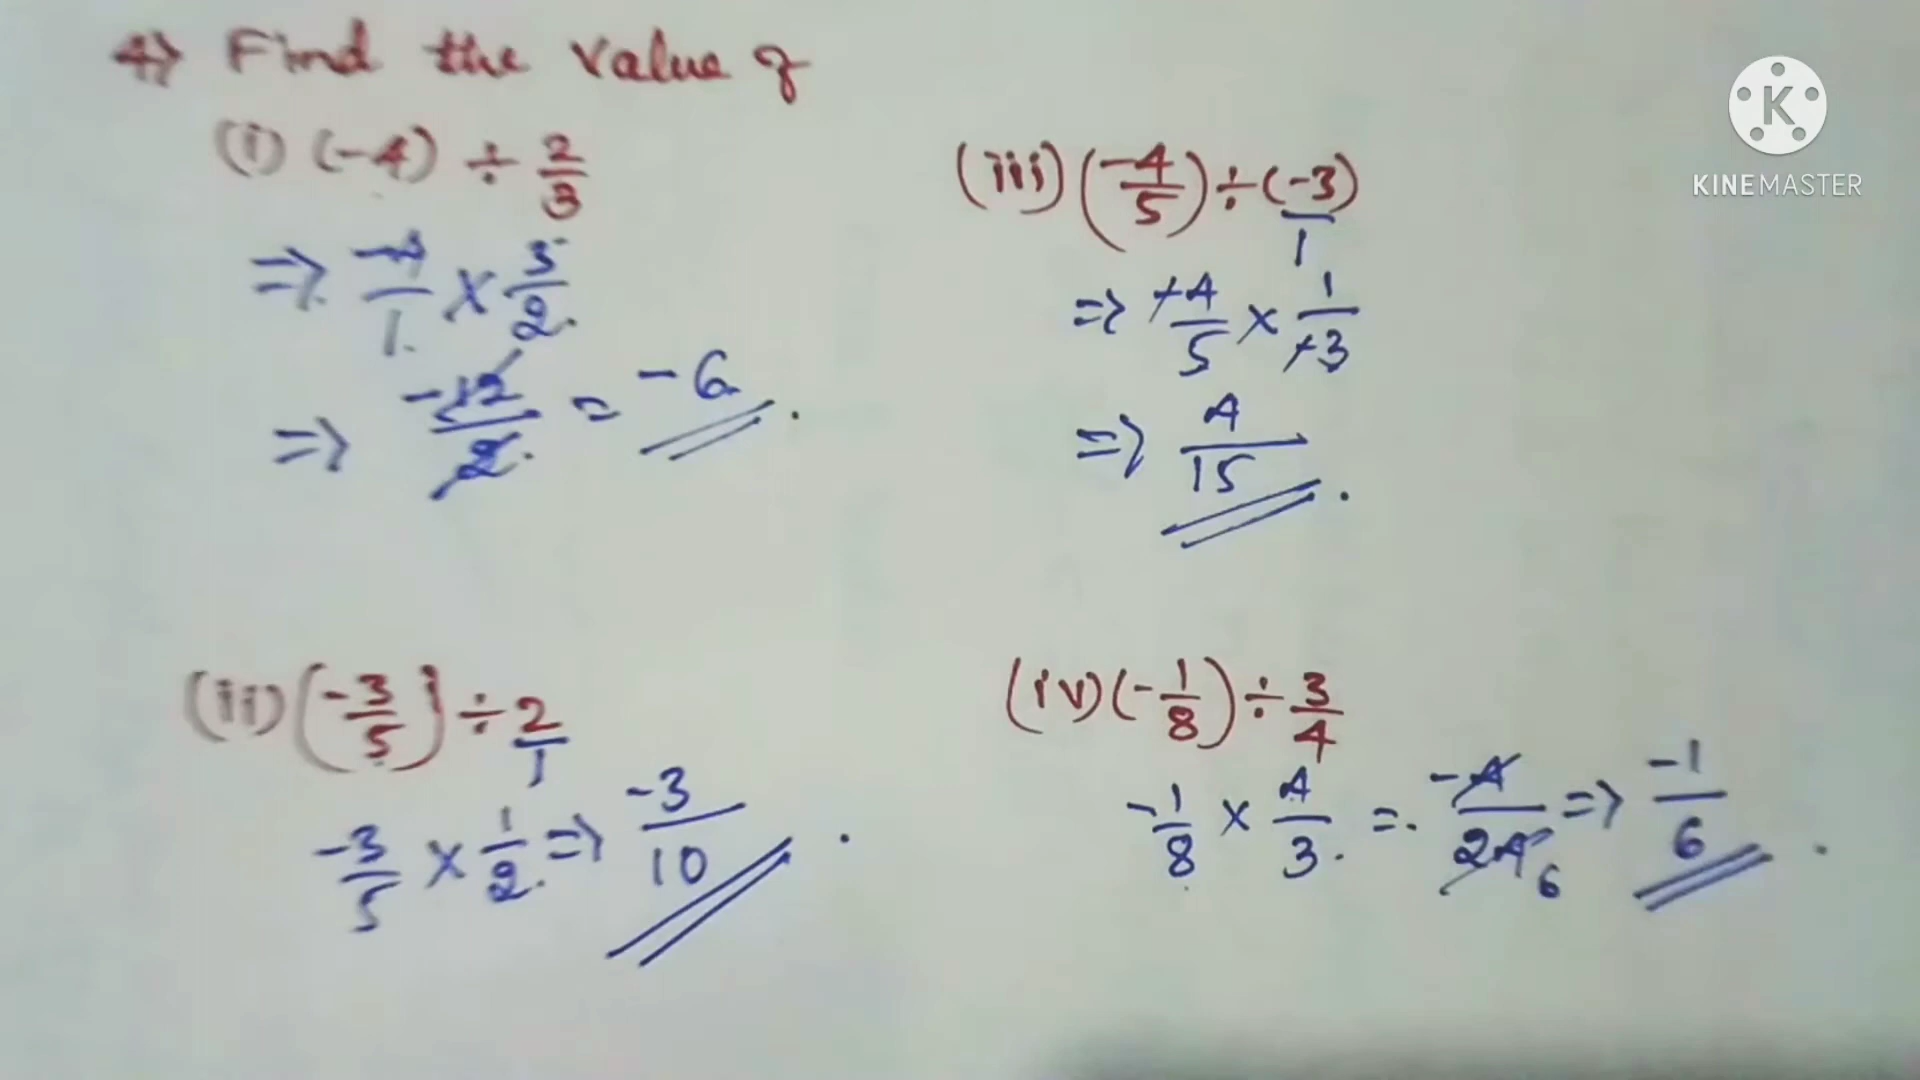 4) Find the value of
(i) (-4) ÷ 2/3
=> -4/1 × 3/2
=> -12/2 = -6
(ii) (-3/5) ÷ 2/1
-3/5 × 1/2 => -3/10
(iii) (-4/5) ÷ (-3)/1
=> -4/5 × 1/-3
=> 4/15
(iv) (-1/8) ÷ 3/4
-1/8 × 4/3 = -4/24 6 => -1/6
K
KINEMASTER